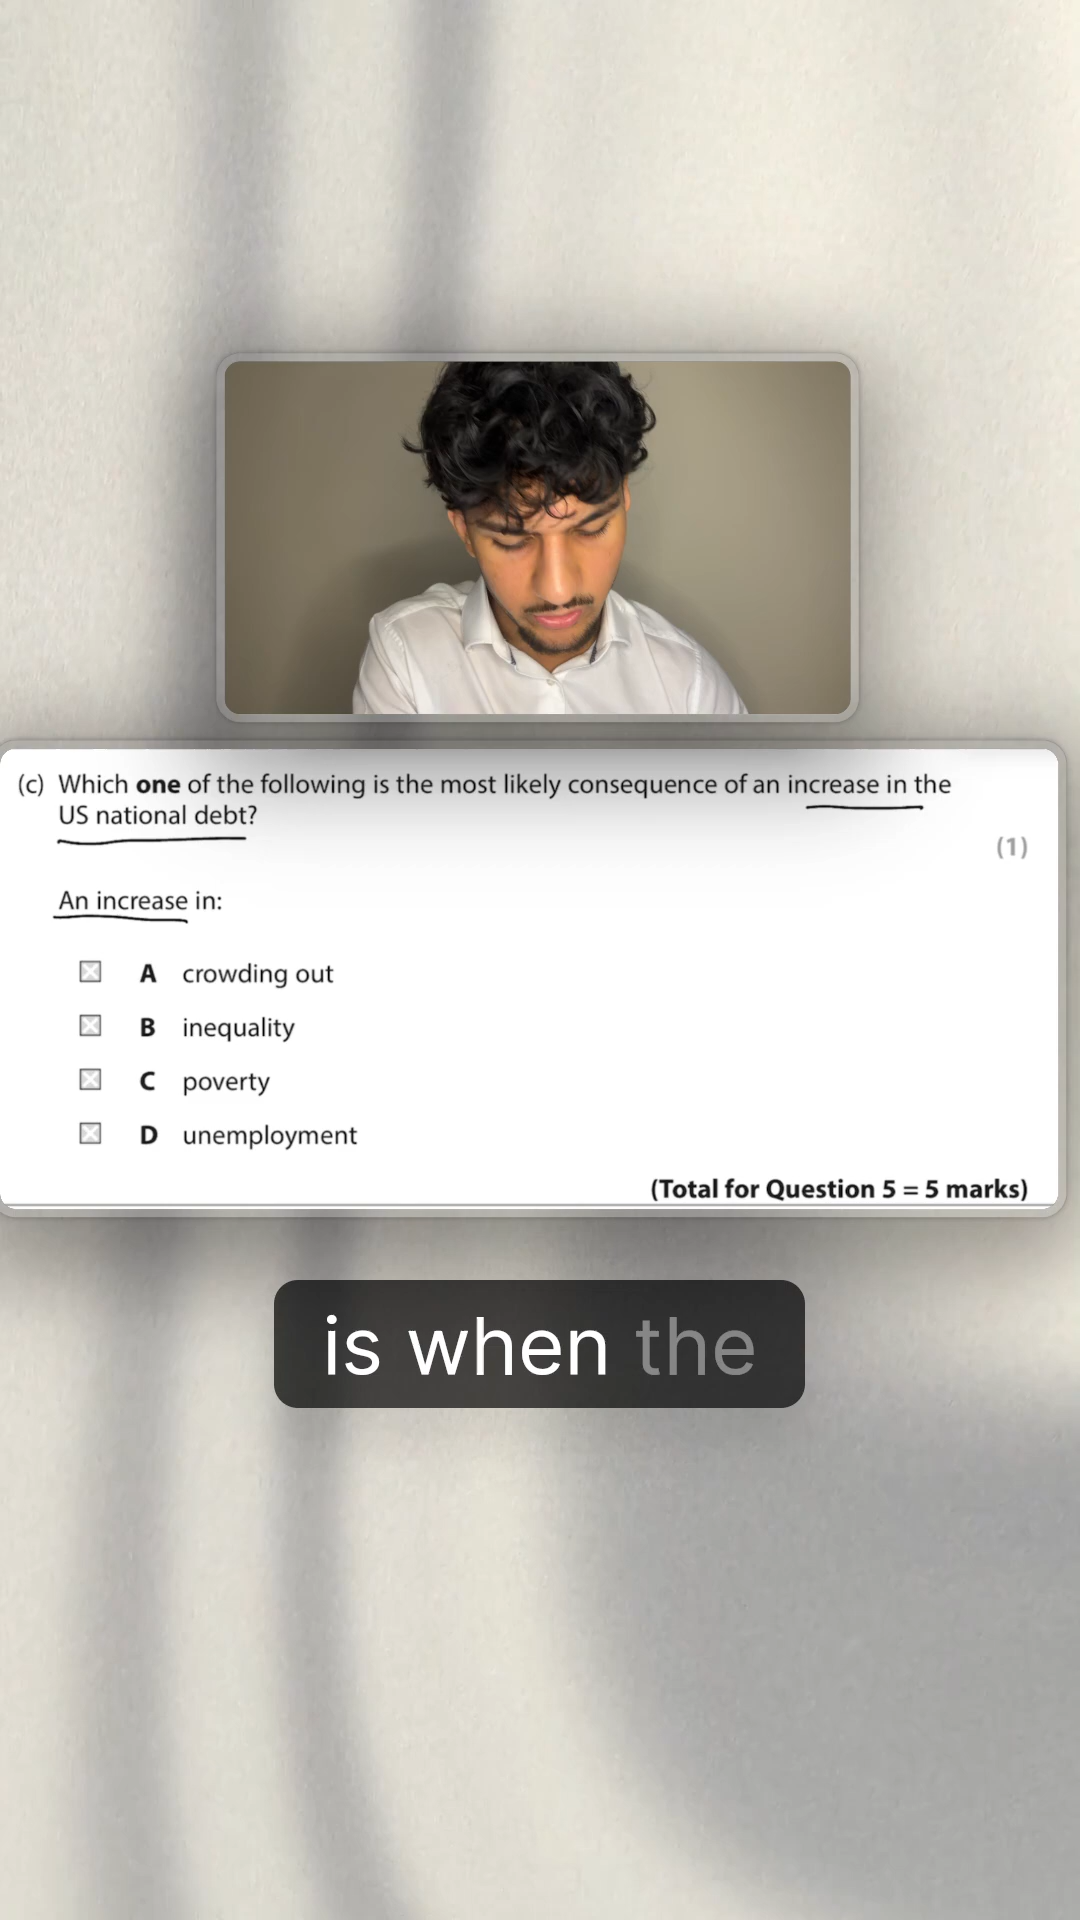 (c) Which one of the following is the most likely consequence of an increase in the
US national debt?
(1)
An increase in:
A crowding out
B inequality
C poverty
D unemployment
(Total for Question 5 = 5 marks)
is when the